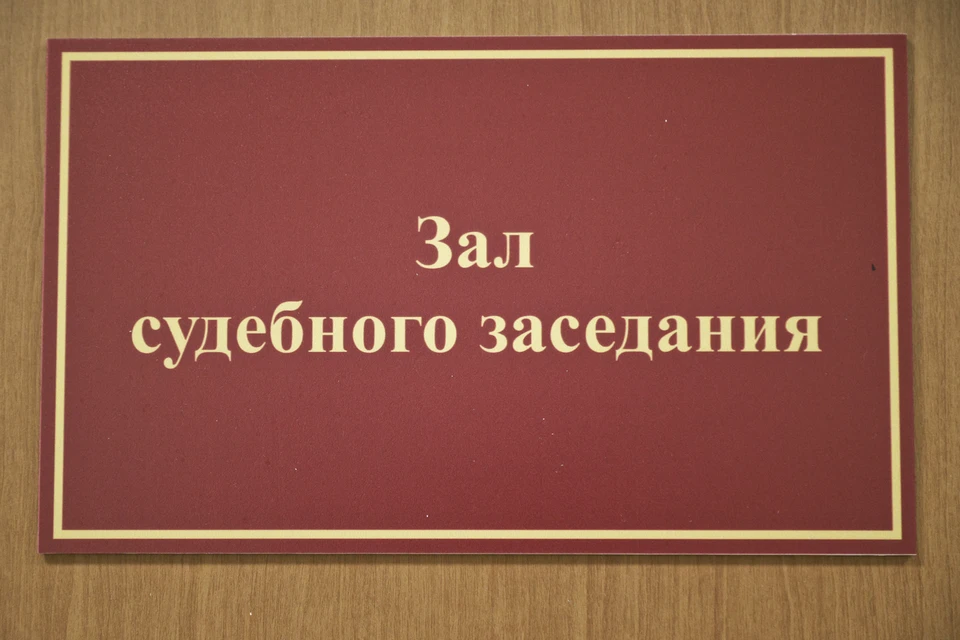 Зал
судебного заседания